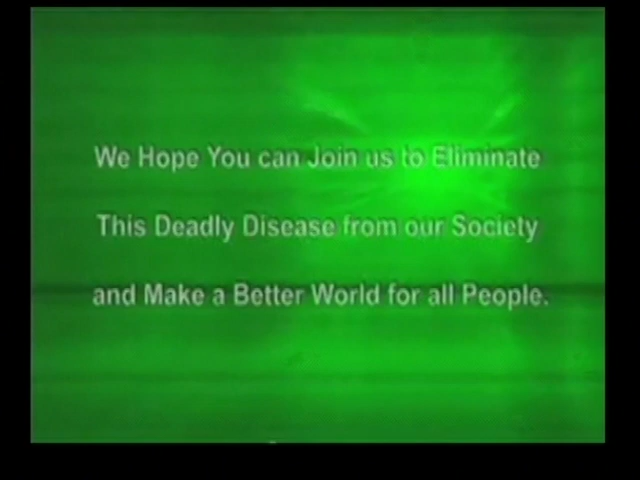 We Hope You can Join us to Eliminate
This Deadly Disease from our Society
and Make a Better World for all People.